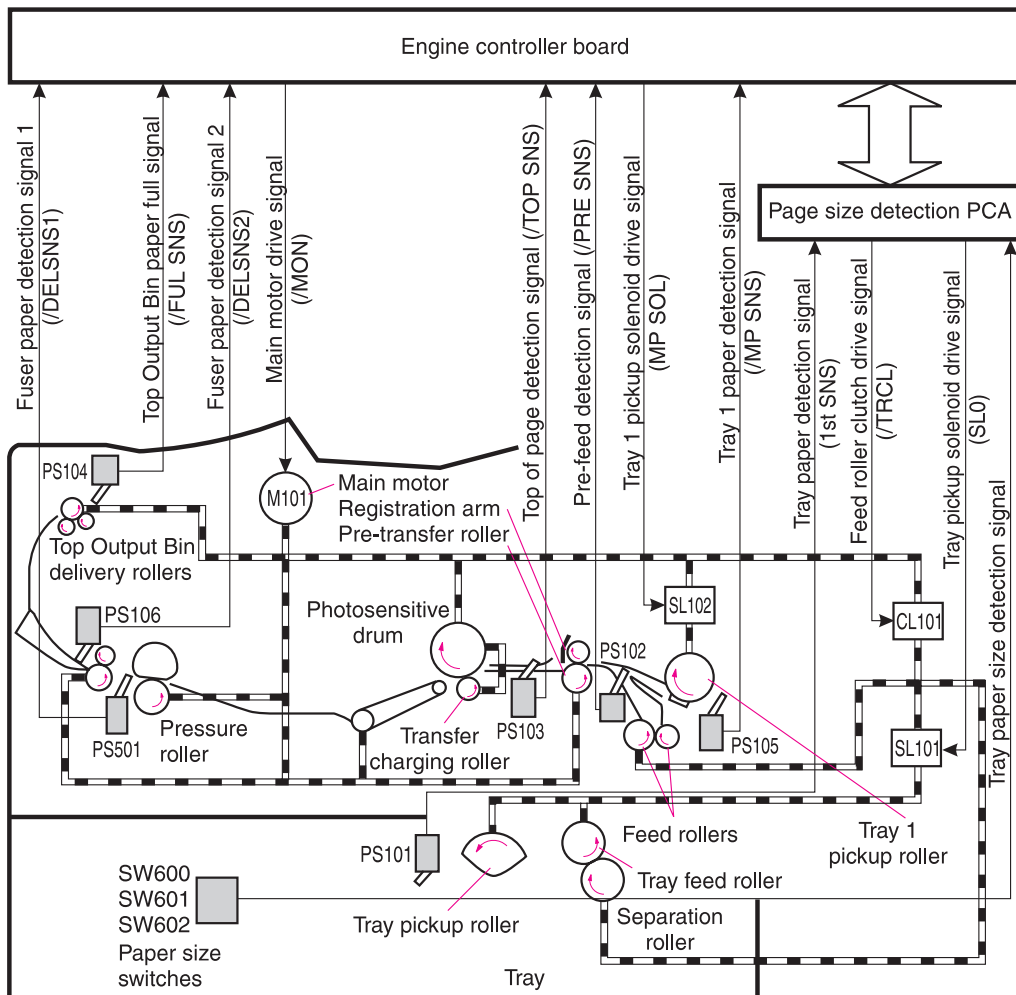 Engine controller board
Page size detection PCA
Fuser paper detection signal 1
(/DELSNS1)
Top Output Bin paper full signal
(/FUL SNS)
Fuser paper detection signal 2
(/DELSNS2)
Main motor drive signal
(/MON)
Top of page detection signal (/TOP SNS)
Pre-feed detection signal (/PRE SNS)
Tray 1 pickup solenoid drive signal
(MP SOL)
Tray 1 paper detection signal
(/MP SNS)
Tray paper detection signal
(1st SNS)
Feed roller clutch drive signal
(/TRCL)
Tray pickup solenoid drive signal
(SL0)
Tray paper size detection signal
PS104
M101
Main motor
Registration arm
Pre-transfer roller
Top Output Bin
delivery rollers
PS106
Photosensitive
drum
SL102
CL101
PS102
PS501
Pressure
roller
Transfer
charging roller
PS103
PS105
SL101
Feed rollers
Tray 1
pickup roller
PS101
Tray pickup roller
Tray feed roller
Separation
roller
SW600
SW601
SW602
Paper size
switches
Tray